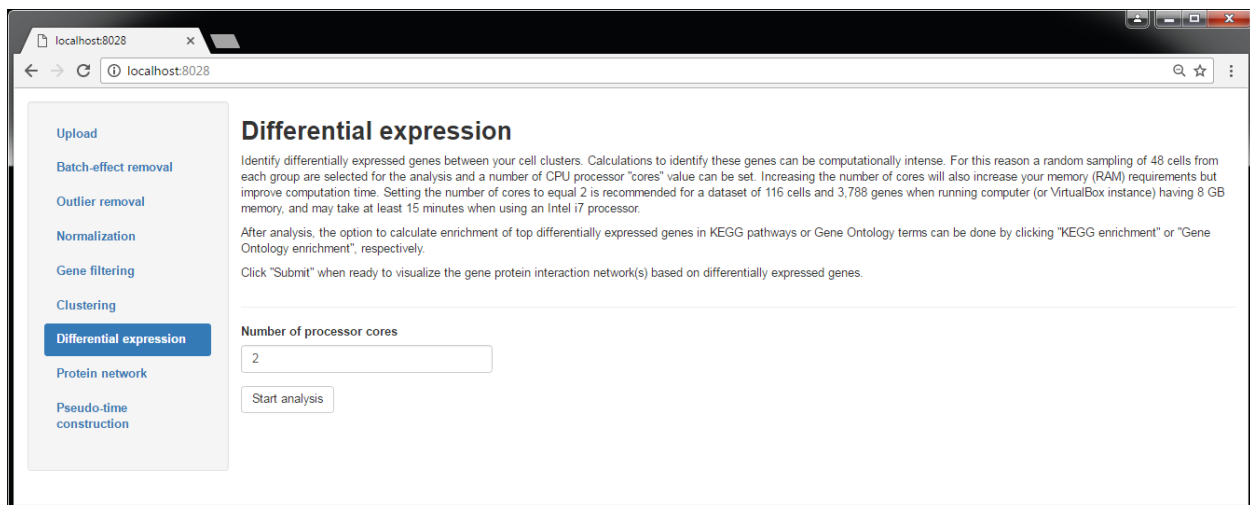 localhost:8028
localhost:8028
Upload
Batch-effect removal
Outlier removal
Normalization
Gene filtering
Clustering
Differential expression
Protein network
Pseudo-time
construction
Differential expression
Identify differentially expressed genes between your cell clusters. Calculations to identify these genes can be computationally intense. For this reason a random sampling of 48 cells from
each group are selected for the analysis and a number of CPU processor "cores" value can be set. Increasing the number of cores will also increase your memory (RAM) requirements but
improve computation time. Setting the number of cores to equal 2 is recommended for a dataset of 116 cells and 3,788 genes when running computer (or VirtualBox instance) having 8 GB
memory, and may take at least 15 minutes when using an Intel i7 processor.
After analysis, the option to calculate enrichment of top differentially expressed genes in KEGG pathways or Gene Ontology terms can be done by clicking "KEGG enrichment" or "Gene
Ontology enrichment", respectively.
Click "Submit" when ready to visualize the gene protein interaction network(s) based on differentially expressed genes.
Number of processor cores
2
Start analysis